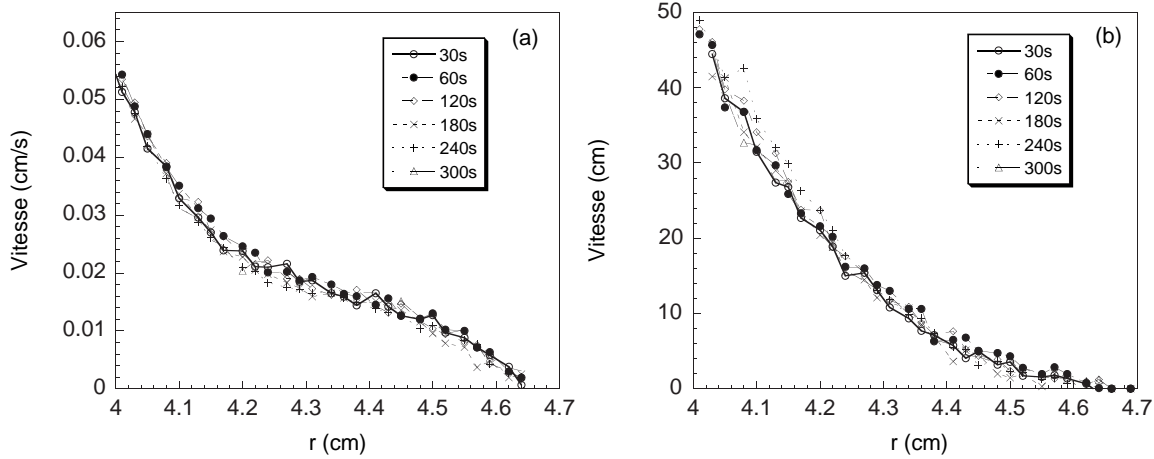 (a)
0.06
0.05
0.04
0.03
0.02
0.01
0
Vitesse (cm/s)
30s
60s
120s
180s
240s
300s
4
4.1
4.2
4.3
4.4
4.5
4.6
4.7
r (cm)
(b)
50
40
30
20
10
0
Vitesse (cm)
30s
60s
120s
180s
240s
300s
4
4.1
4.2
4.3
4.4
4.5
4.6
4.7
r (cm)